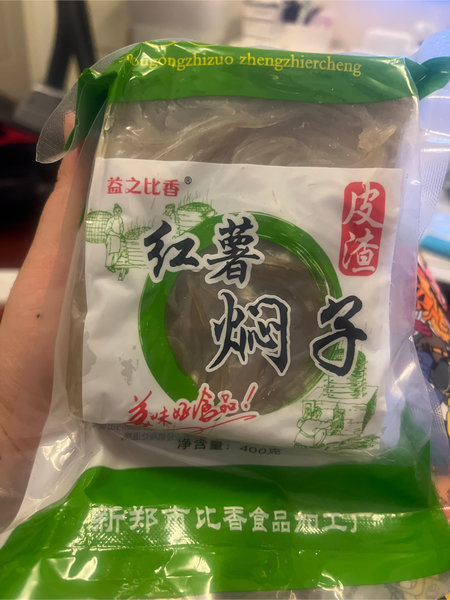 gongzhizuo zhengzhiercheng
益之比香®
皮渣
红薯
焖子
美味好食品！
净含量：400克
新郑市比香食品加工厂